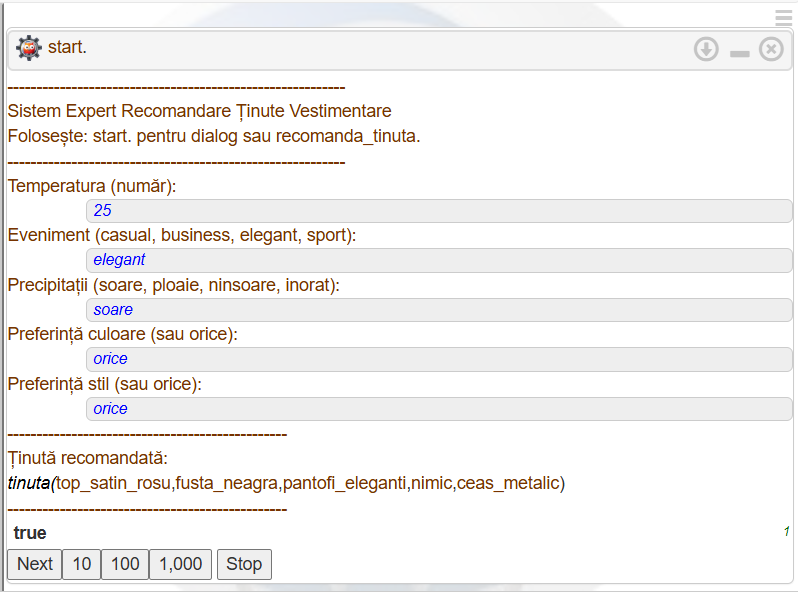 start.
----------------------------------------------------------
Sistem Expert Recomandare Ținute Vestimentare
Folosește: start. pentru dialog sau recomanda_tinuta.
----------------------------------------------------------
Temperatura (număr):
25
Eveniment (casual, business, elegant, sport):
elegant
Precipitații (soare, ploaie, ninsoare, inorat):
soare
Preferință culoare (sau orice):
orice
Preferință stil (sau orice):
orice
------------------------------------------------
Ținută recomandată:
tinuta(top_satin_rosu,fusta_neagra,pantofi_eleganti,nimic,ceas_metalic)
------------------------------------------------
true 1
Next 10 100 1,000 Stop